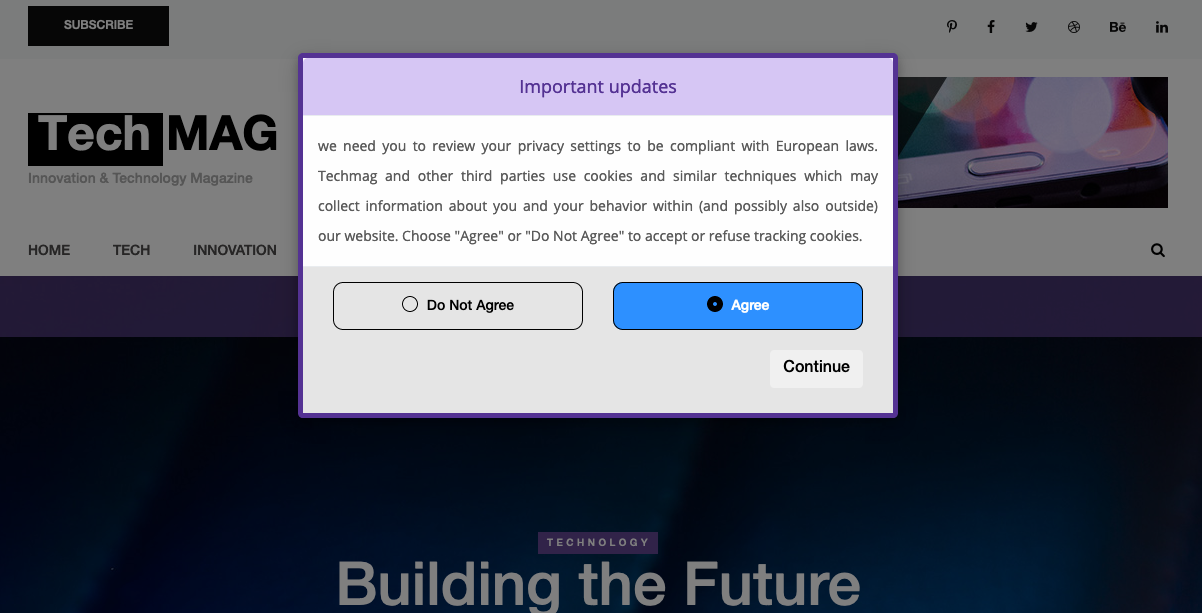 SUBSCRIBE
Bē
Important updates
Tech MAG
Innovation & Technology Magazine
we need you to review your privacy settings to be compliant with European laws.
Techmag and other third parties use cookies and similar techniques which may
collect information about you and your behavior within (and possibly also outside)
our website. Choose "Agree" or "Do Not Agree" to accept or refuse tracking cookies.
HOME TECH INNOVATION
Do Not Agree Agree
Continue
TECHNOLOGY
Building the Future